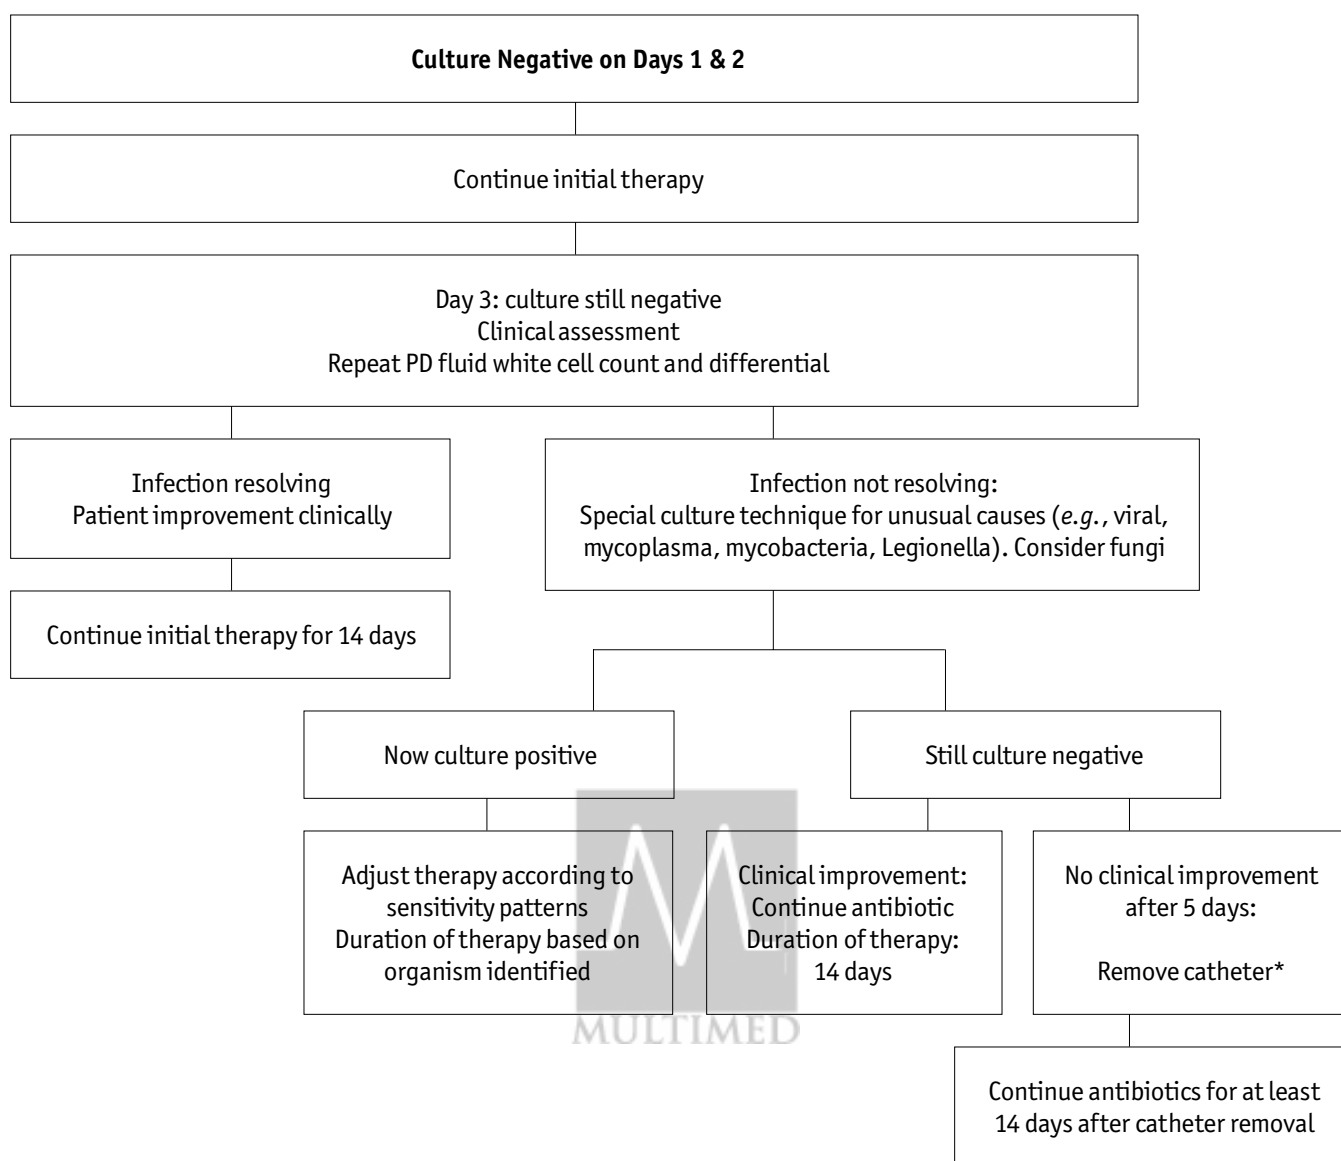 Culture Negative on Days 1 & 2
Continue initial therapy
Day 3: culture still negative
Clinical assessment
Repeat PD fluid white cell count and differential
Infection resolving
Patient improvement clinically
Infection not resolving:
Special culture technique for unusual causes (e.g., viral,
mycoplasma, mycobacteria, Legionella). Consider fungi
Continue initial therapy for 14 days
Now culture positive
Still culture negative
Adjust therapy according to
sensitivity patterns
Duration of therapy based on
organism identified
Clinical improvement:
Continue antibiotic
Duration of therapy:
14 days
No clinical improvement
after 5 days:
Remove catheter*
M
MULTIMED
Continue antibiotics for at least
14 days after catheter removal